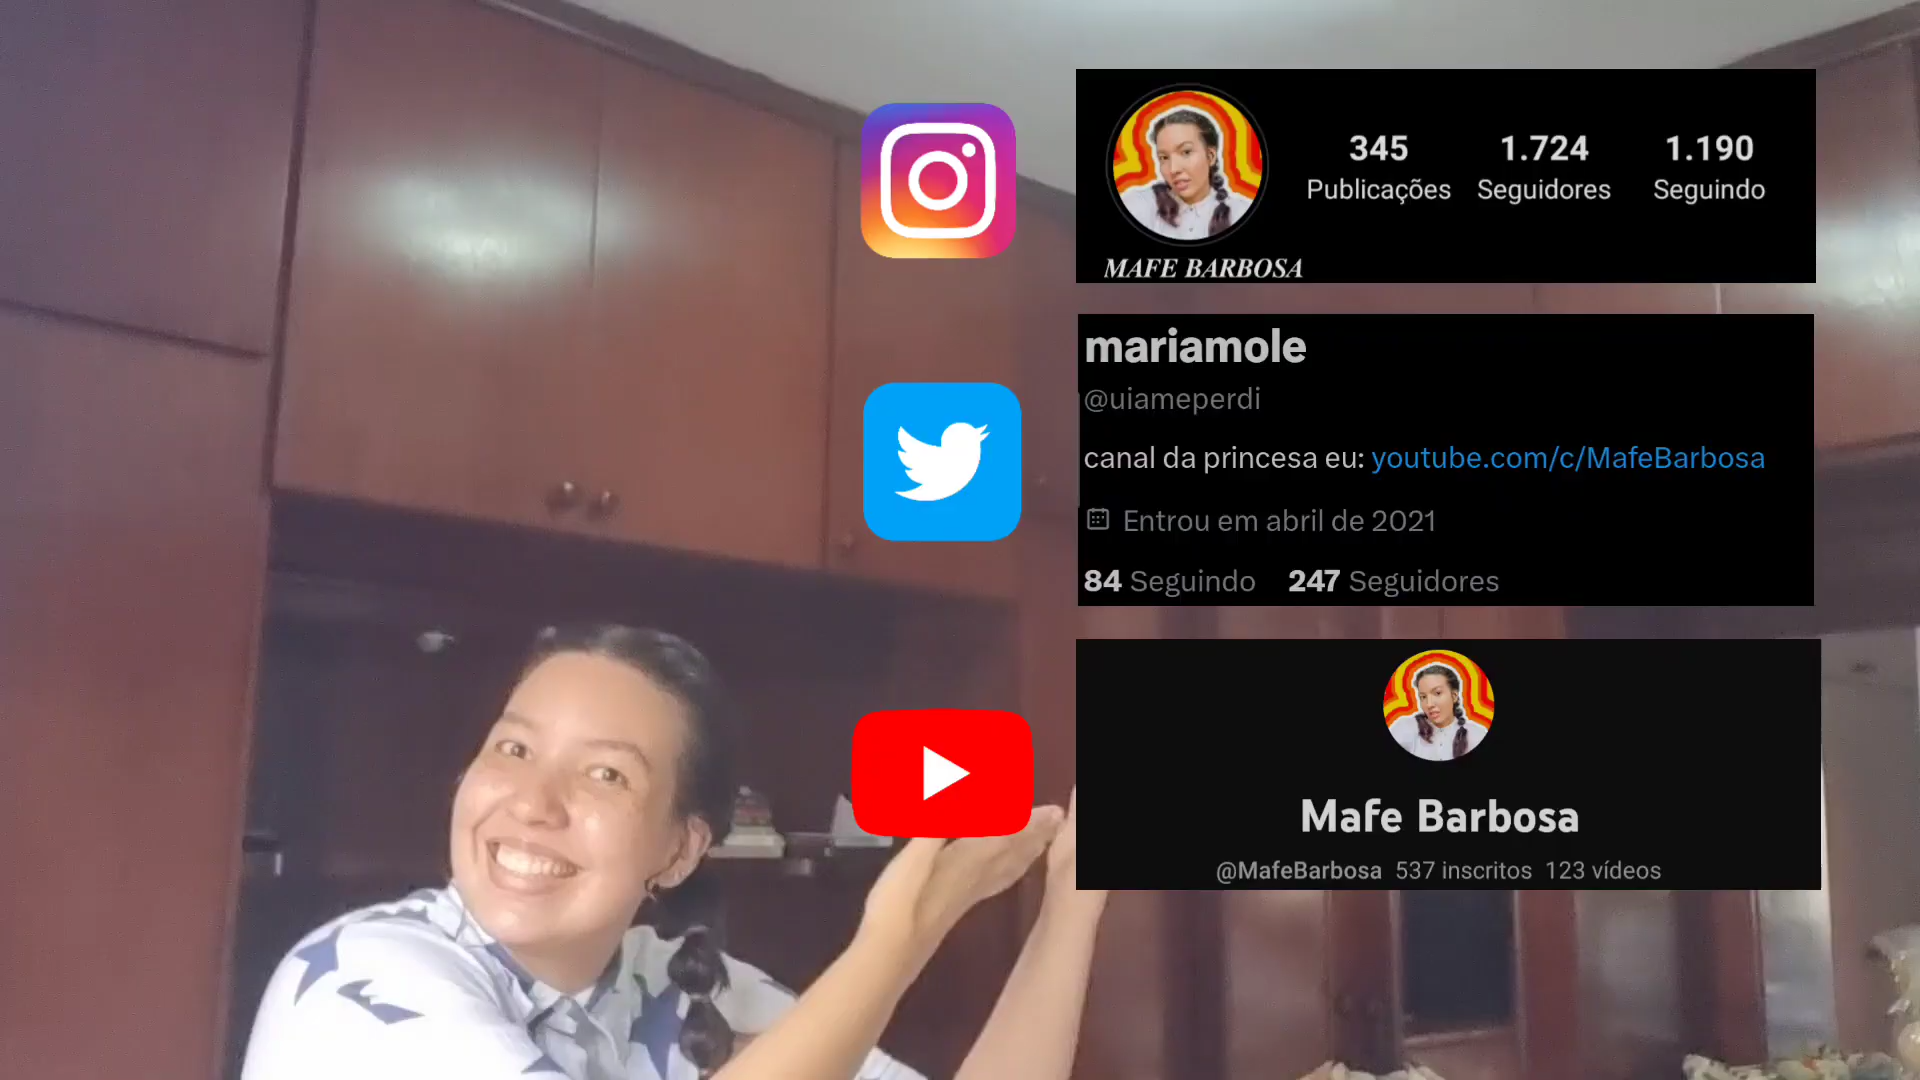 345 1.724 1.190
Publicações Seguidores Seguindo
MAFE BARBOSA
mariamole
@uiameperdi
canal da princesa eu: youtube.com/c/MafeBarbosa
Entrou em abril de 2021
84 Seguindo 247 Seguidores
Mafe Barbosa
@MafeBarbosa 537 inscritos 123 vídeos